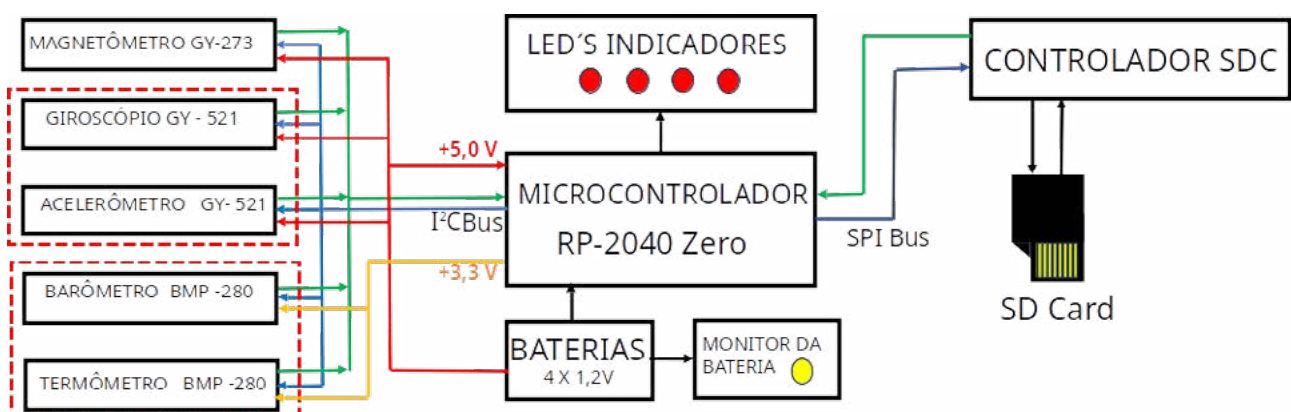 MAGNETÔMETRO GY-273
GIROSCÓPIO GY - 521
ACELERÔMETRO GY- 521
BARÔMETRO BMP -280
TERMÔMETRO BMP -280
+5,0 V
I²CBus
+3,3 V
LED´S INDICADORES
MICROCONTROLADOR
RP-2040 Zero
BATERIAS
4 X 1,2V
MONITOR DA
BATERIA
SPI Bus
CONTROLADOR SDC
SD Card